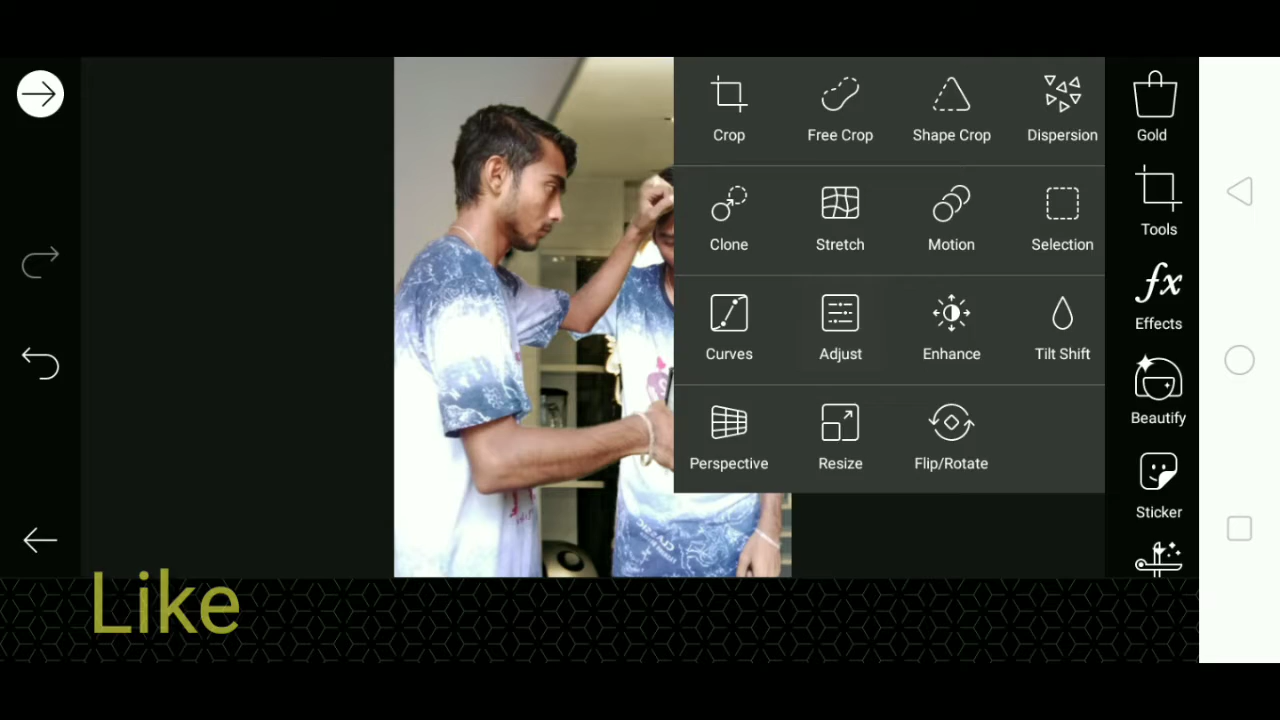 Crop Free Crop Shape Crop Dispersion
Clone Stretch Motion Selection
Curves Adjust Enhance Tilt Shift
Perspective Resize Flip/Rotate
Gold
Tools
fx
Effects
Beautify
Sticker
Like